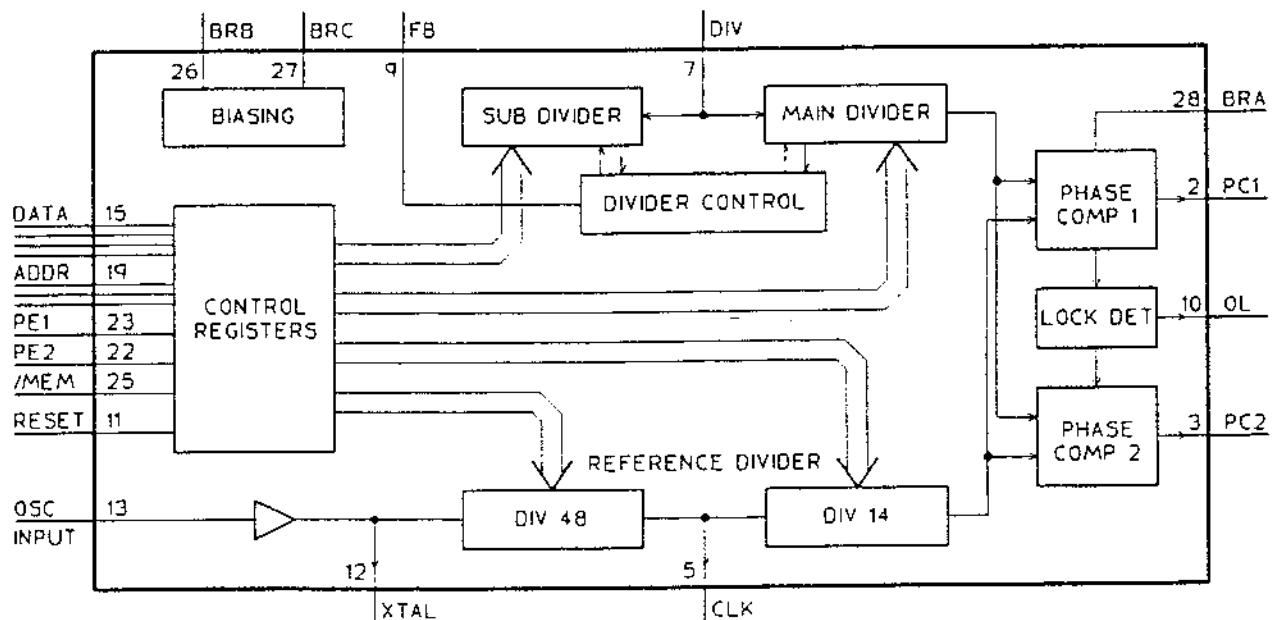 BRB BRC FB DIV
26 27 9 7
BIASING
SUB DIVIDER
MAIN DIVIDER
28 BRA
DIVIDER CONTROL
PHASE
COMP 1
2 PC1
DATA 15
ADDR 19
PE1 23
PE2 22
/MEM 25
RESET 11
CONTROL
REGISTERS
LOCK DET
10 OL
PHASE
COMP 2
3 PC2
REFERENCE DIVIDER
OSC
INPUT
13
DIV 48
DIV 14
12 5
XTAL CLK